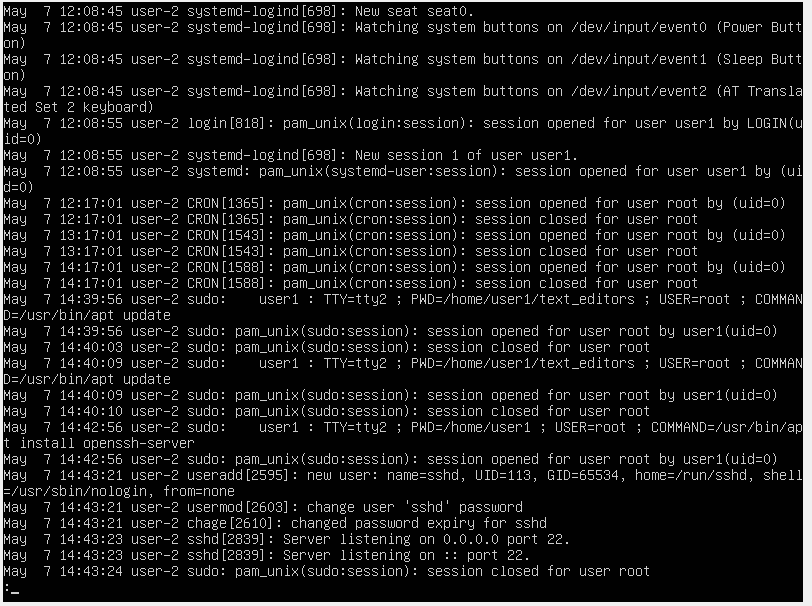 May  7 12:08:45 user-2 systemd-logind[698]: New seat seat0.
May  7 12:08:45 user-2 systemd-logind[698]: Watching system buttons on /dev/input/event0 (Power Butt
on)
May  7 12:08:45 user-2 systemd-logind[698]: Watching system buttons on /dev/input/event1 (Sleep Butt
on)
May  7 12:08:45 user-2 systemd-logind[698]: Watching system buttons on /dev/input/event2 (AT Transla
ted Set 2 keyboard)
May  7 12:08:55 user-2 login[818]: pam_unix(login:session): session opened for user user1 by LOGIN(u
id=0)
May  7 12:08:55 user-2 systemd-logind[698]: New session 1 of user user1.
May  7 12:08:55 user-2 systemd: pam_unix(systemd-user:session): session opened for user user1 by (ui
d=0)
May  7 12:17:01 user-2 CRON[1365]: pam_unix(cron:session): session opened for user root by (uid=0)
May  7 12:17:01 user-2 CRON[1365]: pam_unix(cron:session): session closed for user root
May  7 13:17:01 user-2 CRON[1543]: pam_unix(cron:session): session opened for user root by (uid=0)
May  7 13:17:01 user-2 CRON[1543]: pam_unix(cron:session): session closed for user root
May  7 14:17:01 user-2 CRON[1588]: pam_unix(cron:session): session opened for user root by (uid=0)
May  7 14:17:01 user-2 CRON[1588]: pam_unix(cron:session): session closed for user root
May  7 14:39:56 user-2 sudo:    user1 : TTY=tty2 ; PWD=/home/user1/text_editors ; USER=root ; COMMAN
D=/usr/bin/apt update
May  7 14:39:56 user-2 sudo: pam_unix(sudo:session): session opened for user root by user1(uid=0)
May  7 14:40:03 user-2 sudo: pam_unix(sudo:session): session closed for user root
May  7 14:40:09 user-2 sudo:    user1 : TTY=tty2 ; PWD=/home/user1/text_editors ; USER=root ; COMMAN
D=/usr/bin/apt update
May  7 14:40:09 user-2 sudo: pam_unix(sudo:session): session opened for user root by user1(uid=0)
May  7 14:40:10 user-2 sudo: pam_unix(sudo:session): session closed for user root
May  7 14:42:56 user-2 sudo:    user1 : TTY=tty2 ; PWD=/home/user1 ; USER=root ; COMMAND=/usr/bin/ap
t install openssh-server
May  7 14:42:56 user-2 sudo: pam_unix(sudo:session): session opened for user root by user1(uid=0)
May  7 14:43:21 user-2 useradd[2595]: new user: name=sshd, UID=113, GID=65534, home=/run/sshd, shell
=/usr/sbin/nologin, from=none
May  7 14:43:21 user-2 usermod[2603]: change user 'sshd' password
May  7 14:43:21 user-2 chage[2610]: changed password expiry for sshd
May  7 14:43:23 user-2 sshd[2839]: Server listening on 0.0.0.0 port 22.
May  7 14:43:23 user-2 sshd[2839]: Server listening on :: port 22.
May  7 14:43:24 user-2 sudo: pam_unix(sudo:session): session closed for user root
:_